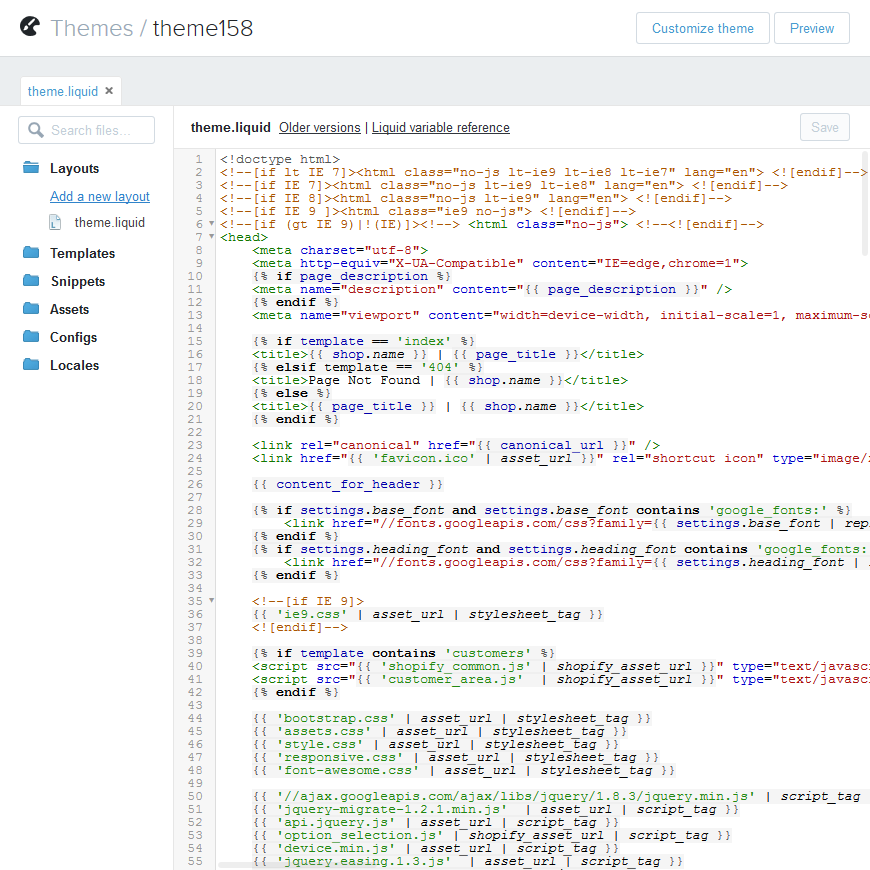 Themes / theme158
Customize theme
Preview
theme.liquid ×
Search files...
Layouts
Add a new layout
theme.liquid
Templates
Snippets
Assets
Configs
Locales
theme.liquid Older versions | Liquid variable reference
Save
1 <!doctype html>
2 <!--[if lt IE 7]><html class="no-js lt-ie9 lt-ie8 lt-ie7" lang="en"> <![endif]-->
3 <!--[if IE 7]><html class="no-js lt-ie9 lt-ie8" lang="en"> <![endif]-->
4 <!--[if IE 8]><html class="no-js lt-ie9" lang="en"> <![endif]-->
5 <!--[if IE 9 ]><html class="ie9 no-js"> <![endif]-->
6 <!--[if (gt IE 9)|!(IE)]><!--> <html class="no-js"> <!--<![endif]-->
7 <head>
8 <meta charset="utf-8">
9 <meta http-equiv="X-UA-Compatible" content="IE=edge,chrome=1">
10 {% if page_description %}
11 <meta name="description" content="{{ page_description }}" />
12 {% endif %}
13 <meta name="viewport" content="width=device-width, initial-scale=1, maximum-s
14
15 {% if template == 'index' %}
16 <title>{{ shop.name }} | {{ page_title }}</title>
17 {% elsif template == '404' %}
18 <title>Page Not Found | {{ shop.name }}</title>
19 {% else %}
20 <title>{{ page_title }} | {{ shop.name }}</title>
21 {% endif %}
22
23 <link rel="canonical" href="{{ canonical_url }}" />
24 <link href="{{ 'favicon.ico' | asset_url }}" rel="shortcut icon" type="image/
25
26 {{ content_for_header }}
27
28 {% if settings.base_font and settings.base_font contains 'google_fonts:' %}
29 <link href="//fonts.googleapis.com/css?family={{ settings.base_font | rep
30 {% endif %}
31 {% if settings.heading_font and settings.heading_font contains 'google_fonts:
32 <link href="//fonts.googleapis.com/css?family={{ settings.heading_font |
33 {% endif %}
34
35 <!--[if IE 9]>
36 {{ 'ie9.css' | asset_url | stylesheet_tag }}
37 <![endif]-->
38
39 {% if template contains 'customers' %}
40 <script src="{{ 'shopify_common.js' | shopify_asset_url }}" type="text/javasc
41 <script src="{{ 'customer_area.js' | shopify_asset_url }}" type="text/javasc
42 {% endif %}
43
44 {{ 'bootstrap.css' | asset_url | stylesheet_tag }}
45 {{ 'assets.css' | asset_url | stylesheet_tag }}
46 {{ 'style.css' | asset_url | stylesheet_tag }}
47 {{ 'responsive.css' | asset_url | stylesheet_tag }}
48 {{ 'font-awesome.css' | asset_url | stylesheet_tag }}
49
50 {{ '//ajax.googleapis.com/ajax/libs/jquery/1.8.3/jquery.min.js' | script_tag
51 {{ 'jquery-migrate-1.2.1.min.js' | asset_url | script_tag }}
52 {{ 'api.jquery.js' | asset_url | script_tag }}
53 {{ 'option_selection.js' | shopify_asset_url | script_tag }}
54 {{ 'device.min.js' | asset_url | script_tag }}
55 {{ 'jquery.easing.1.3.js' | asset_url | script_tag }}